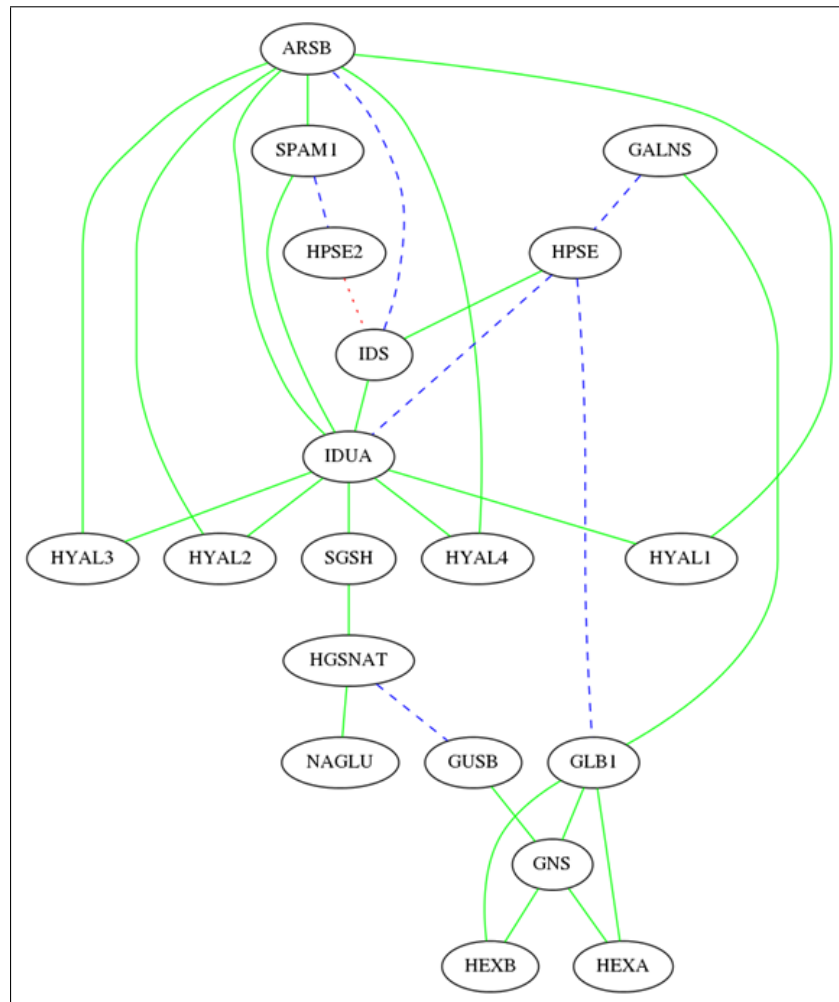 ARSB
SPAM1
GALNS
HPSE2
HPSE
IDS
IDUA
HYAL3
HYAL2
SGSH
HYAL4
HYAL1
HGSNAT
NAGLU
GUSB
GLB1
GNS
HEXB
HEXA